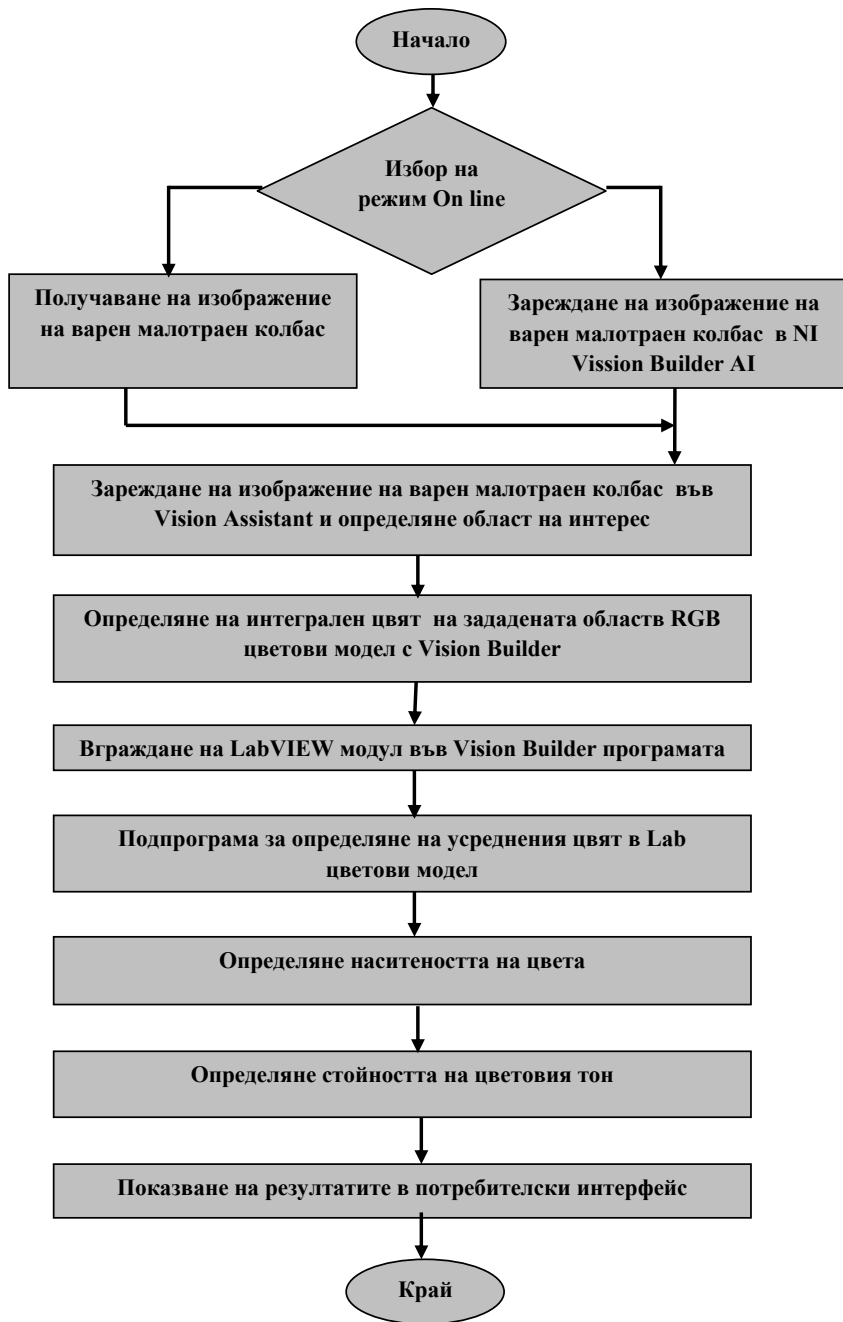 Начало
Избор на
режим On line
Получаване на изображение
на варен малотраен колбас
Зареждане на изображение на
варен малотраен колбас в NI
Vission Builder AI
Зареждане на изображение на варен малотраен колбас във
Vision Assistant и определяне област на интерес
Определяне на интегрален цвят на зададената областв RGB
цветови модел с Vision Builder
Вграждане на LabVIEW модул във Vision Builder програмата
Подпрограма за определяне на усреднения цвят в Lab
цветови модел
Определяне наситеността на цвета
Определяне стойността на цветовия тон
Показване на резултатите в потребителски интерфейс
Край